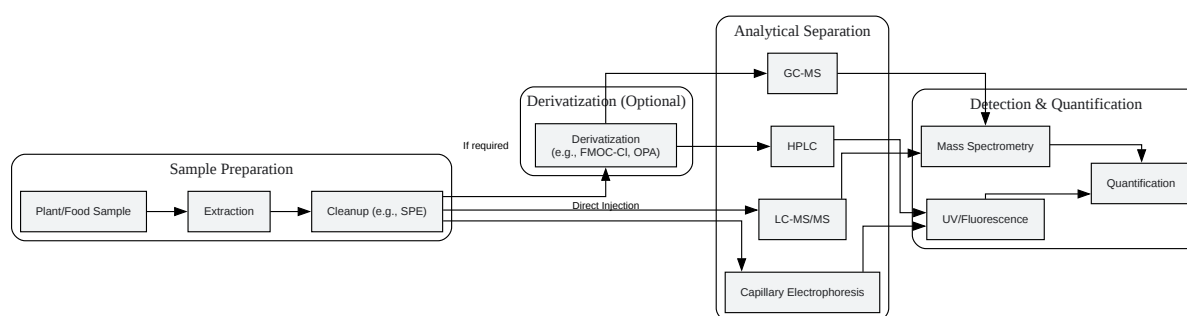 Sample Preparation
Plant/Food Sample
Extraction
Cleanup (e.g., SPE)
If required
Direct Injection
Derivatization (Optional)
Derivatization
(e.g., FMOC-Cl, OPA)
Analytical Separation
GC-MS
HPLC
LC-MS/MS
Capillary Electrophoresis
Detection & Quantification
Mass Spectrometry
UV/Fluorescence
Quantification